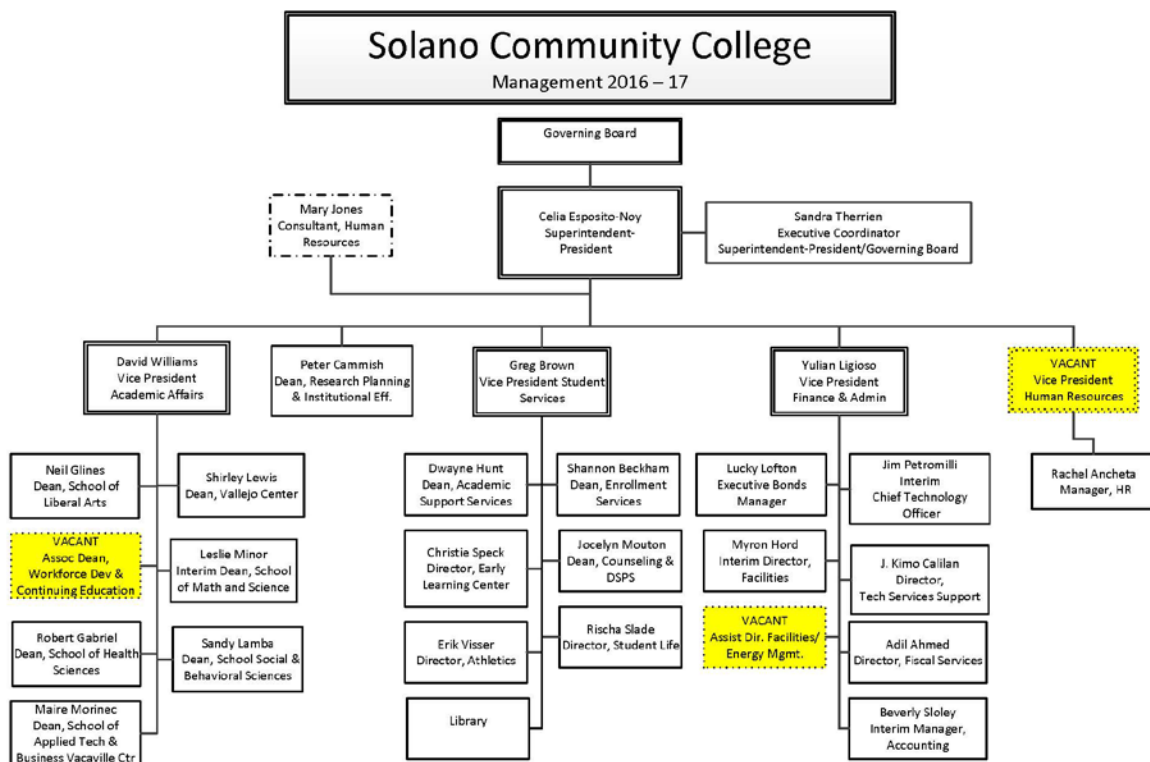 Solano Community College
Management 2016 – 17
Governing Board
Mary Jones
Consultant, Human
Resources
Celia Esposito-Noy
Superintendent-
President
Sandra Therrien
Executive Coordinator
Superintendent-President/Governing Board
David Williams
Vice President
Academic Affairs
Peter Cammish
Dean, Research Planning
& Institutional Eff.
Greg Brown
Vice President Student
Services
Yulian Ligioso
Vice President
Finance & Admin
VACANT
Vice President
Human Resources
Neil Glines
Dean, School of
Liberal Arts
Shirley Lewis
Dean, Vallejo Center
VACANT
Assoc Dean,
Workforce Dev &
Continuing Education
Leslie Minor
Interim Dean, School
of Math and Science
Robert Gabriel
Dean, School of Health
Sciences
Sandy Lamba
Dean, School Social &
Behavioral Sciences
Maire Morinec
Dean, School of
Applied Tech &
Business Vacaville Ctr
Dwayne Hunt
Dean, Academic
Support Services
Shannon Beckham
Dean, Enrollment
Services
Christie Speck
Director, Early
Learning Center
Jocelyn Mouton
Dean, Counseling &
DSPS
Erik Visser
Director, Athletics
Rischa Slade
Director, Student Life
Library
Lucky Lofton
Executive Bonds
Manager
Jim Petromilli
Interim
Chief Technology
Officer
Myron Hord
Interim Director,
Facilities
J. Kimo Calilan
Director,
Tech Services Support
VACANT
Assist Dir. Facilities/
Energy Mgmt.
Adil Ahmed
Director, Fiscal Services
Beverly Sloley
Interim Manager,
Accounting
Rachel Ancheta
Manager, HR